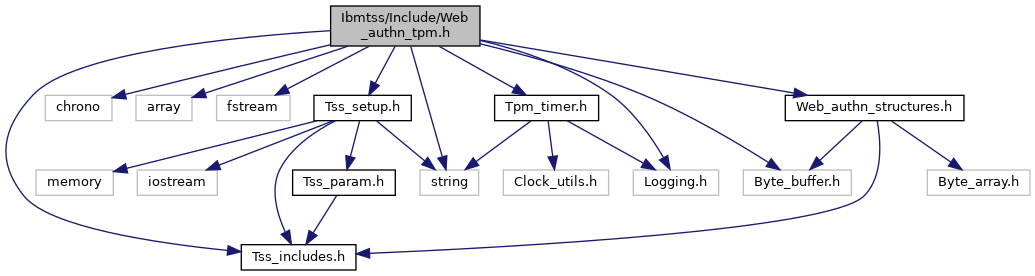 Ibmtss/Include/Web
_authn_tpm.h
chrono
array
fstream
Tss_setup.h
Tpm_timer.h
Web_authn_structures.h
memory
iostream
Tss_param.h
string
Clock_utils.h
Logging.h
Byte_buffer.h
Byte_array.h
Tss_includes.h